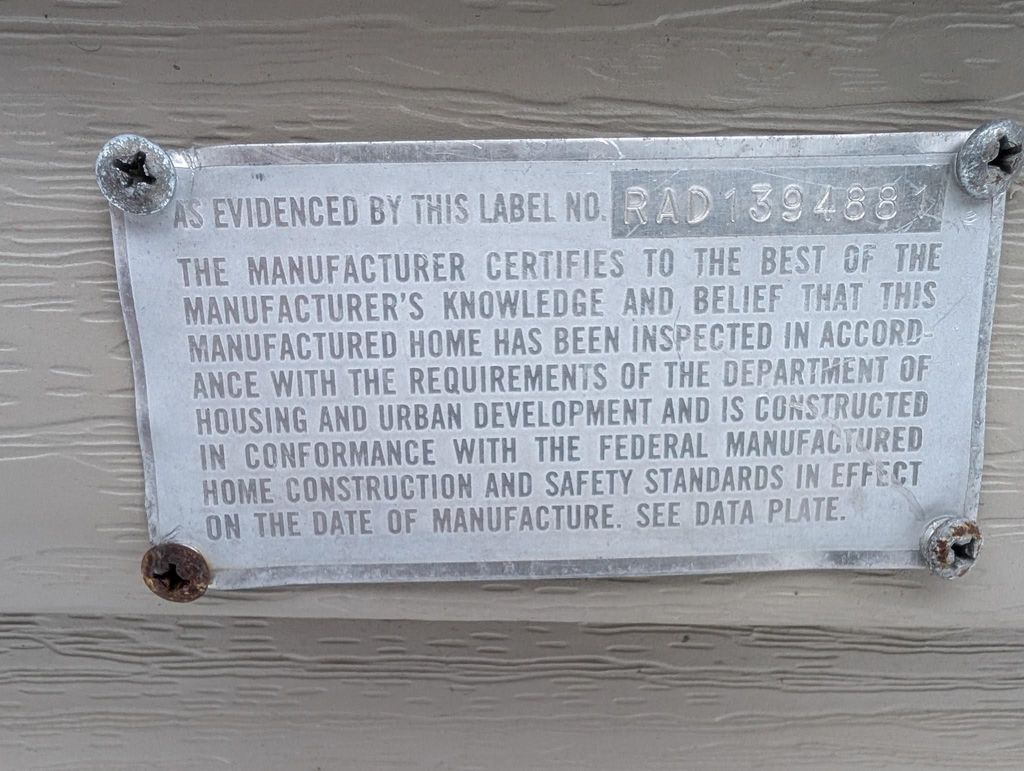 AS EVIDENCED BY THIS LABEL NO. RAD1394881
THE MANUFACTURER CERTIFIES TO THE BEST OF THE
MANUFACTURER'S KNOWLEDGE AND BELIEF THAT THIS
MANUFACTURED HOME HAS BEEN INSPECTED IN ACCORD-
ANCE WITH THE REQUIREMENTS OF THE DEPARTMENT OF
HOUSING AND URBAN DEVELOPMENT AND IS CONSTRUCTED
IN CONFORMANCE WITH THE FEDERAL MANUFACTURED
HOME CONSTRUCTION AND SAFETY STANDARDS IN EFFECT
ON THE DATE OF MANUFACTURE. SEE DATA PLATE.